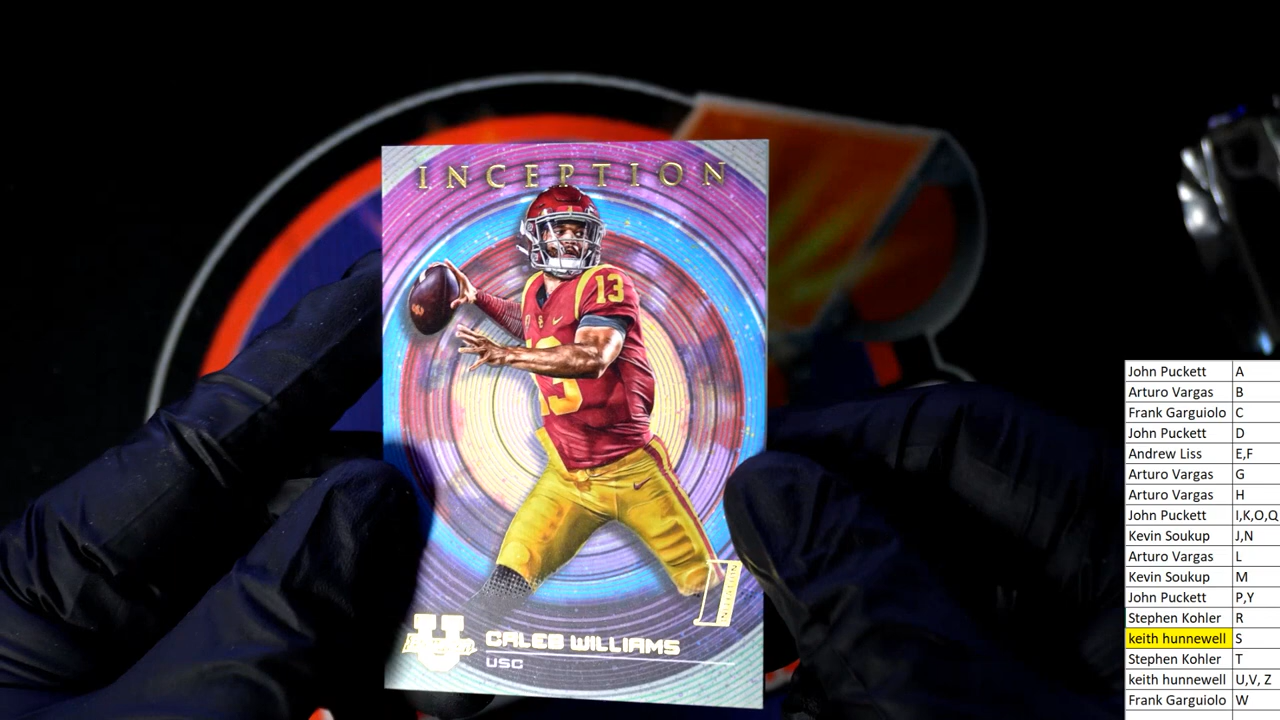 INCEPTION
13
13
CALEB WILLIAMS
USC
John Puckett A
Arturo Vargas B
Frank Garguiolo C
John Puckett D
Andrew Liss E,F
Arturo Vargas G
Arturo Vargas H
John Puckett I,K,O,Q
Kevin Soukup J,N
Arturo Vargas L
Kevin Soukup M
John Puckett P,Y
Stephen Kohler R
keith hunnewell S
Stephen Kohler T
keith hunnewell U,V, Z
Frank Garguiolo W